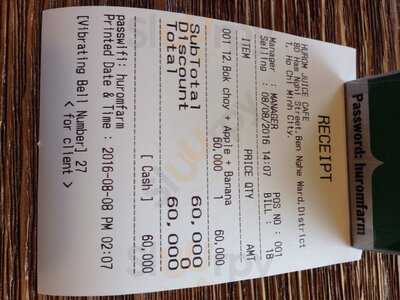 Password: huromfarm
RECEIPT
HUROM JUICE CAFE
80 Ham Nghi Street,Ben Nghe Ward,District
1, Ho Chi Minh City.
POS NO : 001
Manager : MANAGER BILL : 18
Selling : 08/08/2016 14:07
ITEM PRICE QTY AMT
001 12.Bok choy + Apple + Banana
60,000 1 60,000
SubTotal 60,000
Discount 0
Total 60,000
[ Cash ] 60,000
passwifi: huromfarm
Printed Date & Time : 2016-08-08 PM 02:07
[Vibrating Bell Number] 27
< for client >